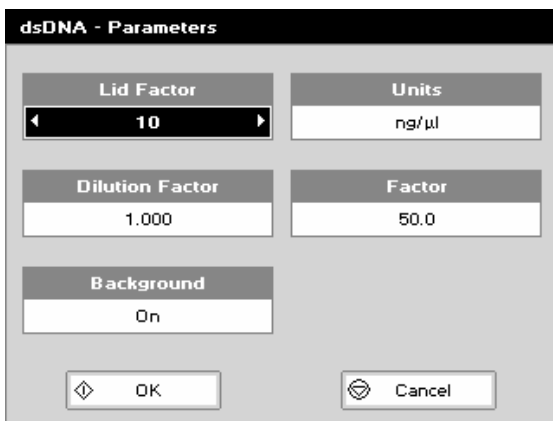 dsDNA - Parameters
Lid Factor
10
Units
ng/µl
Dilution Factor
1.000
Factor
50.0
Background
On
OK
Cancel